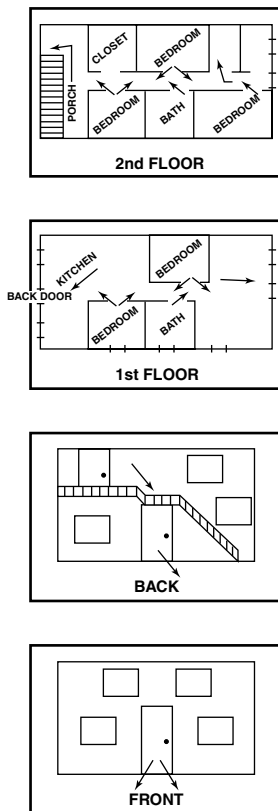 CLOSET
BEDROOM
PORCH
BEDROOM
BATH
BEDROOM
2nd FLOOR
KITCHEN
BEDROOM
BACK DOOR
BEDROOM
BATH
1st FLOOR
BACK
FRONT